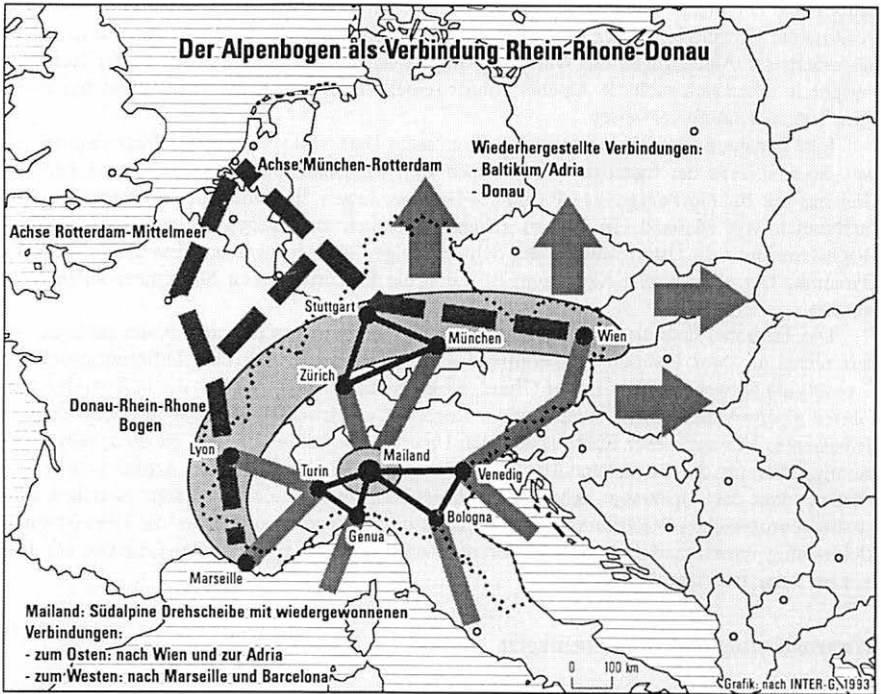 Der Alpenbogen als Verbindung Rhein-Rhone-Donau
Wiederhergestellte Verbindungen:
- Baltikum/Adria
- Donau
Achse München-Rotterdam
Achse Rotterdam-Mittelmeer
Stuttgart
München
Wien
Zürich
Donau-Rhein-Rhone
Bogen
Lyon
Turin
Mailand
Venedig
Bologna
Genua
Marseille
Mailand: Südalpine Drehscheibe mit wiedergewonnenen
Verbindungen:
- zum Osten: nach Wien und zur Adria
- zum Westen: nach Marseille und Barcelona
0 100 km
Grafik: nach INTER-G, 1993